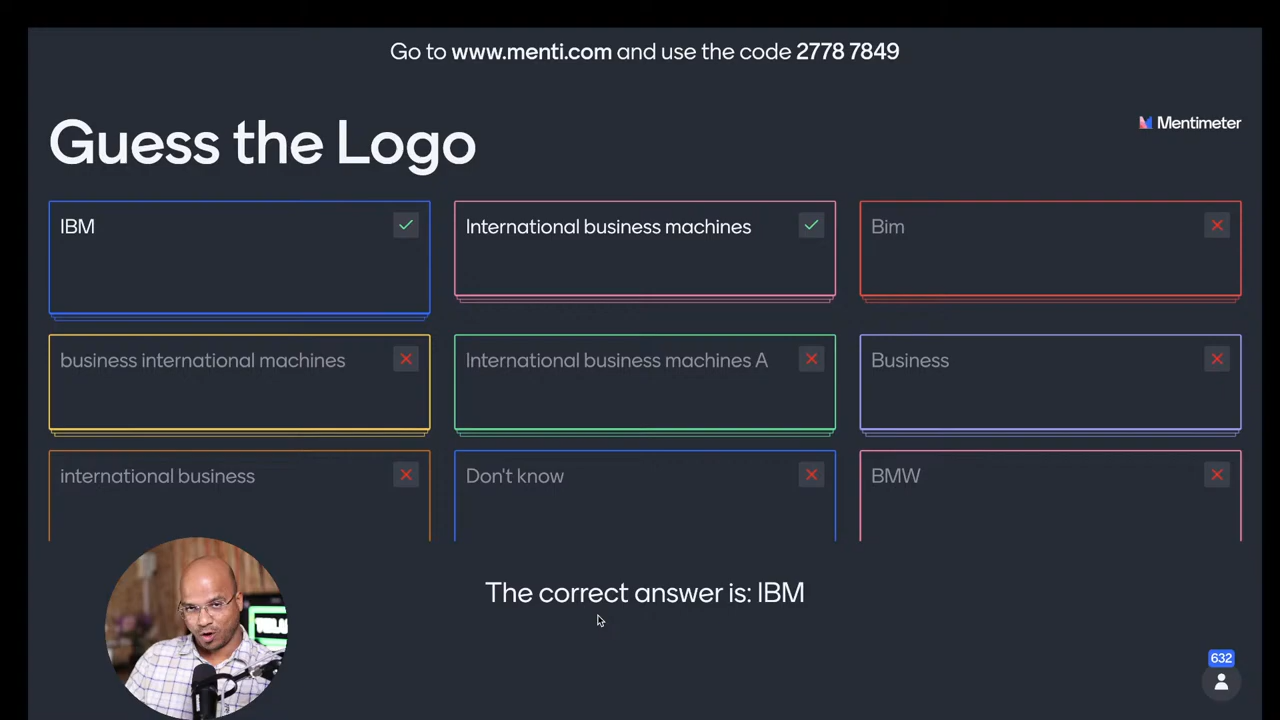 Go to www.menti.com and use the code 2778 7849
Mentimeter
Guess the Logo
IBM
International business machines
Bim
business international machines
International business machines A
Business
international business
Don't know
BMW
The correct answer is: IBM
632